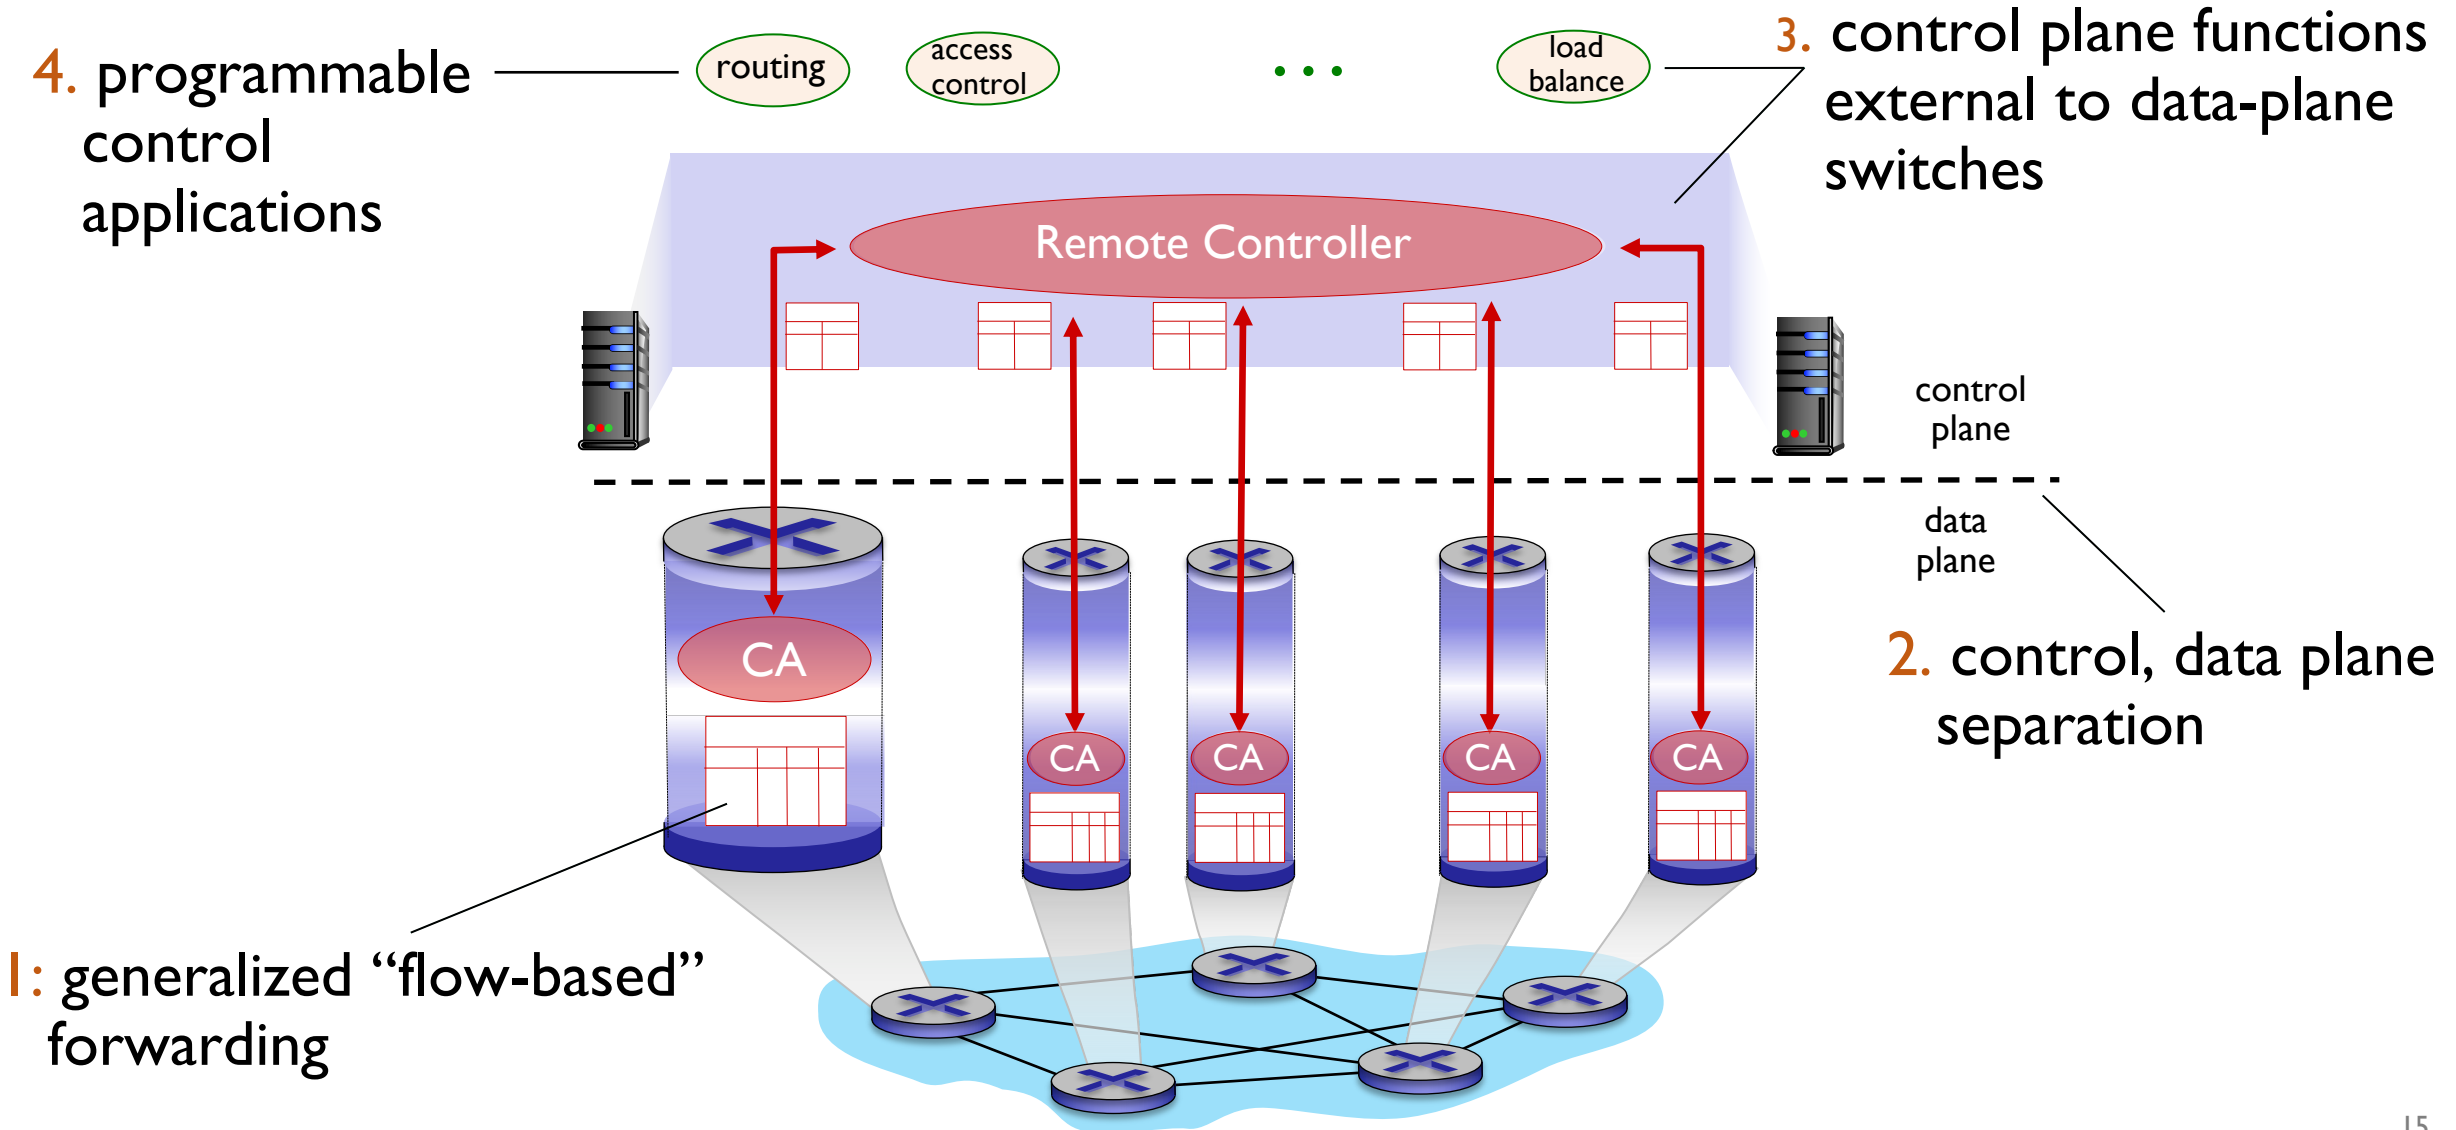 4. programmable
control
applications
routing
access
control
load
balance
3. control plane functions
external to data-plane
switches
Remote Controller
control
plane
data
plane
CA
CA
CA
CA
CA
2. control, data plane
separation
1: generalized “flow-based”
forwarding
15